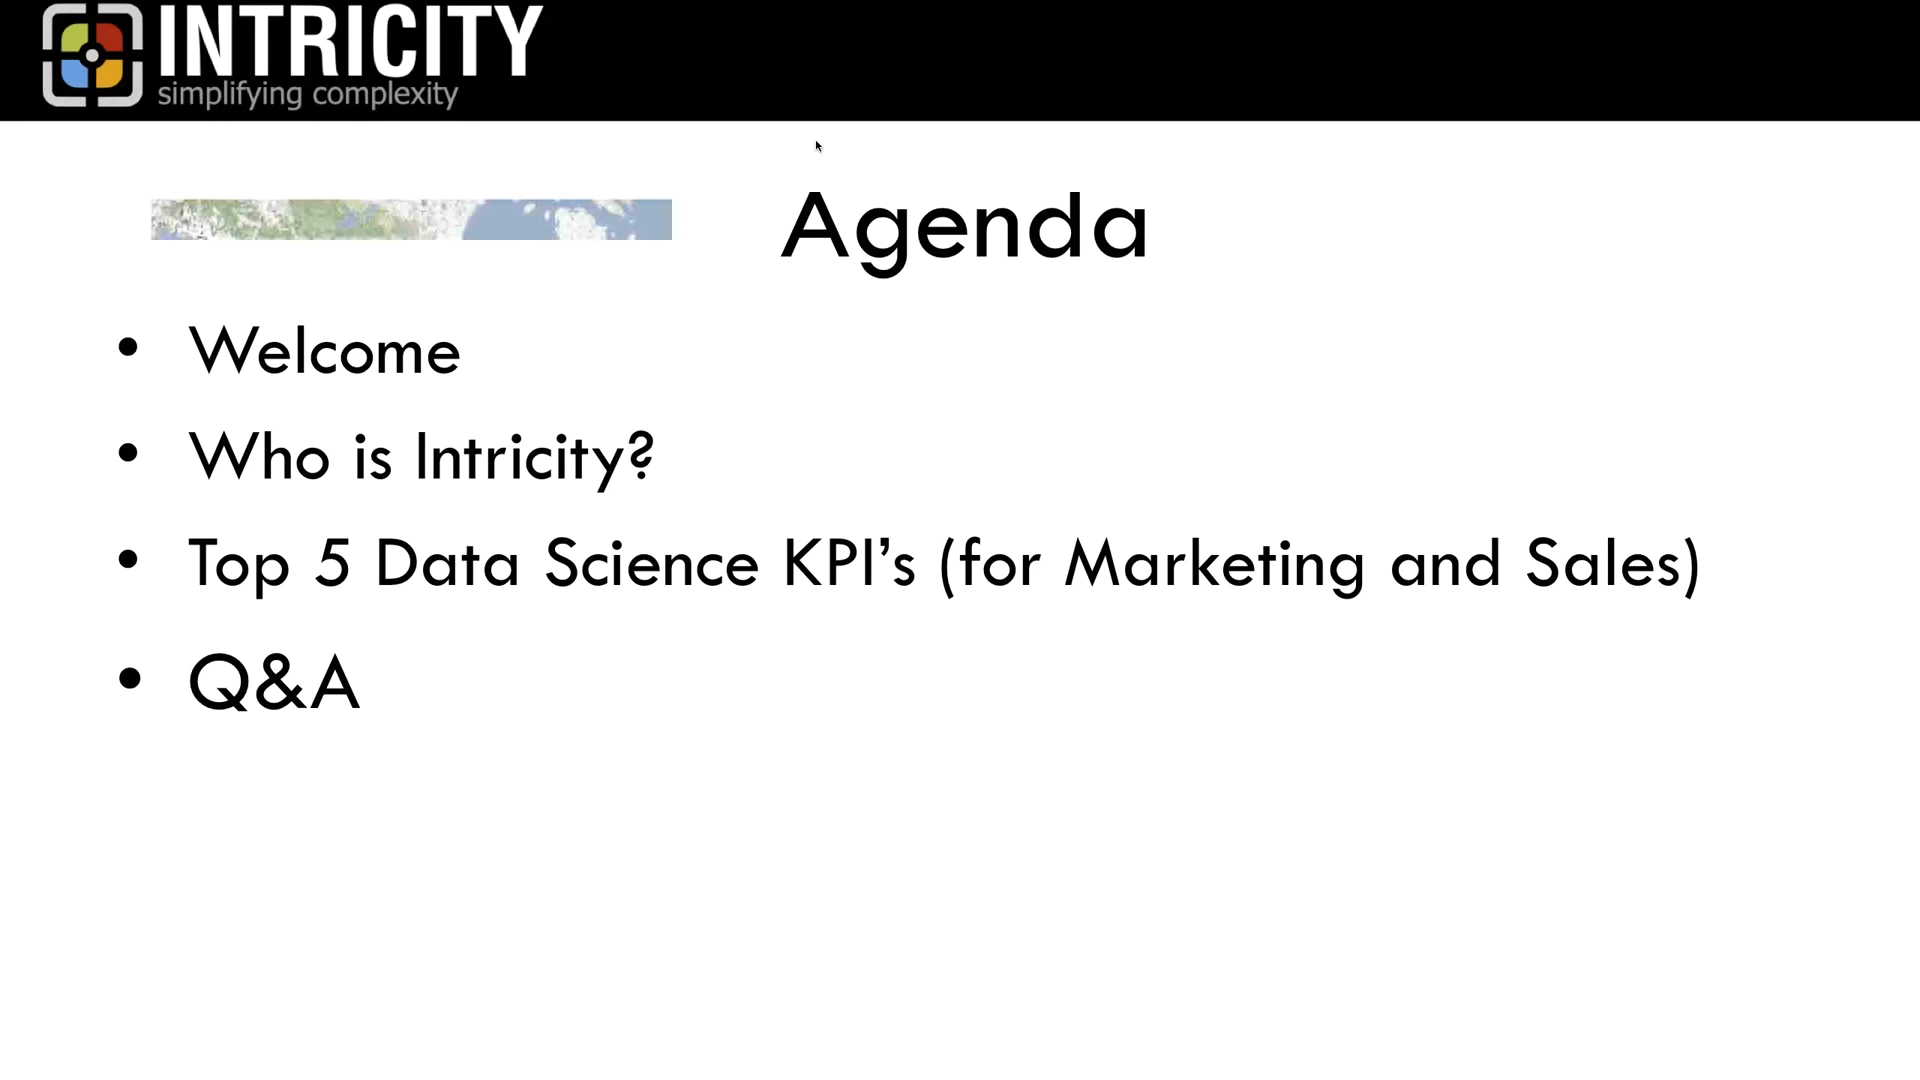 INTRICITY
simplifying complexity
Agenda
• Welcome
• Who is Intricity?
• Top 5 Data Science KPI’s (for Marketing and Sales)
• Q&A